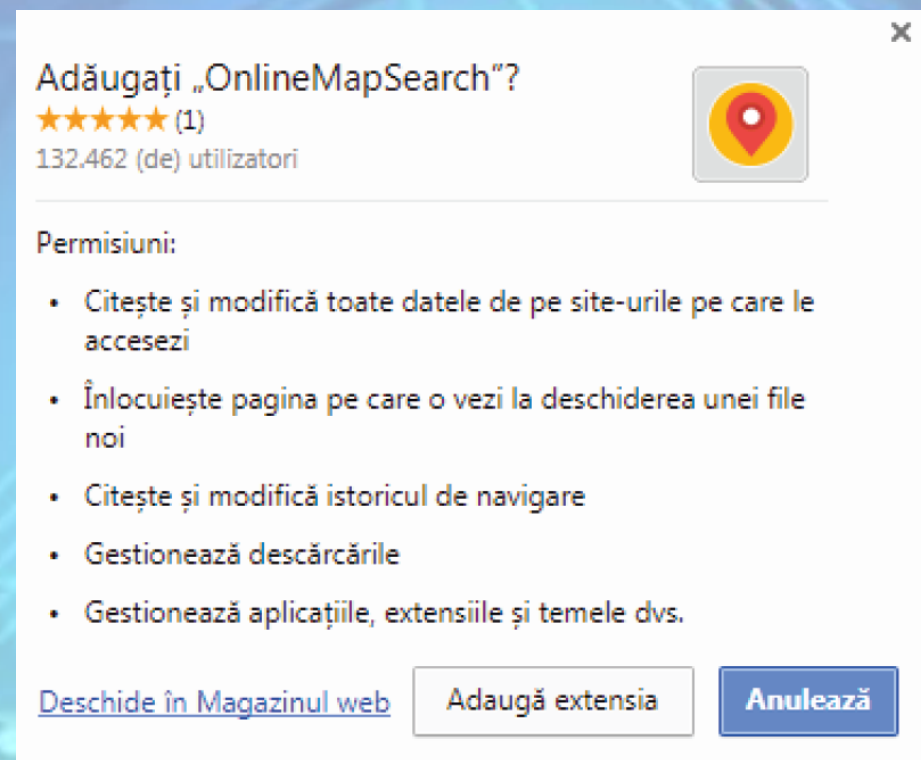 Adăugați „OnlineMapSearch”?
★★★★★ (1)
132.462 (de) utilizatori
Permisiuni:
• Citește și modifică toate datele de pe site-urile pe care le
accesezi
• Înlocuiește pagina pe care o vezi la deschiderea unei file
noi
• Citește și modifică istoricul de navigare
• Gestionează descărcările
• Gestionează aplicațiile, extensiile și temele dvs.
Deschide în Magazinul web
Adaugă extensia
Anulează